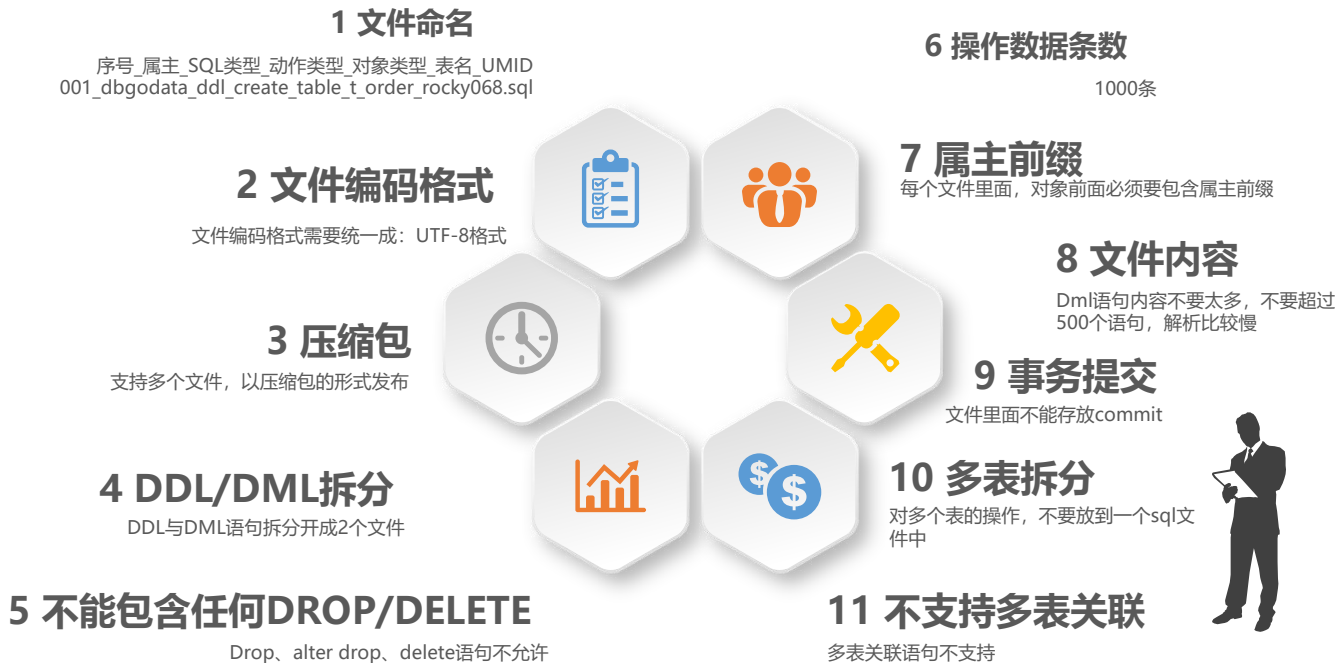 1 文件命名
序号_属主_SQL类型_动作类型_对象类型_表名_UMID
001_dbgodata_ddl_create_table_t_order_rocky068.sql
2 文件编码格式
文件编码格式需要统一成：UTF-8格式
3 压缩包
支持多个文件，以压缩包的形式发布
4 DDL/DML拆分
DDL与DML语句拆分开成2个文件
5 不能包含任何DROP/DELETE
Drop、alter drop、delete语句不允许
6 操作数据条数
1000条
7 属主前缀
每个文件里面，对象前面必须要包含属主前缀
8 文件内容
Dml语句内容不要太多，不要超过
500个语句，解析比较慢
9 事务提交
文件里面不能存放commit
10 多表拆分
对多个表的操作，不要放到一个sql文
件中
11 不支持多表关联
多表关联语句不支持